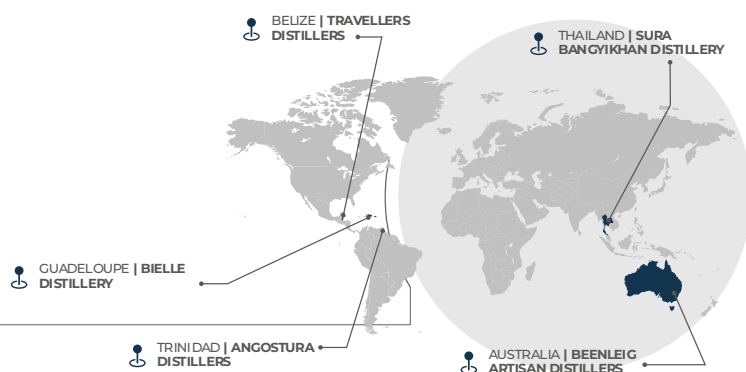 BELIZE | TRAVELLERS
DISTILLERS
THAILAND | SURA
BANGYIKHAN DISTILLERY
GUADELOUPE | BIELLE
DISTILLERY
TRINIDAD | ANGOSTURA
DISTILLERS
AUSTRALIA | BEENLEIG
ARTISAN DISTILLERS